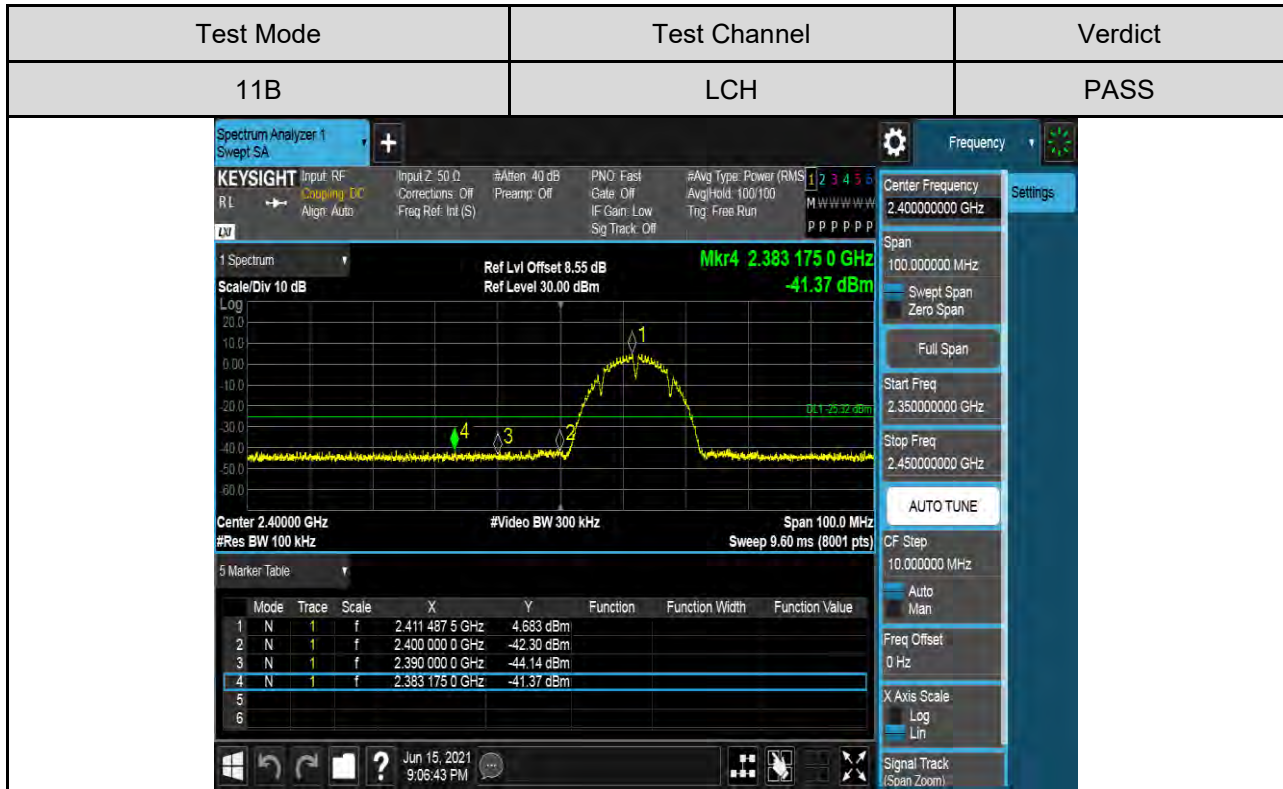 Test Mode Test Channel Verdict
11B LCH PASS
Spectrum Analyzer 1
Swept SA
+
Frequency
KEYSIGHT Input: RF Input Z: 50 Ω #Atten: 40 dB PNO: Fast #Avg Type: Power (RMS 1 2 3 4 5 6
RL Coupling: DC Corrections: Off Preamp: Off Gate: Off Avg|Hold: 100/100 M W W W W W
Align: Auto Freq Ref: Int (S) IF Gain: Low Trig: Free Run
LXI Sig Track: Off P P P P P P
Center Frequency
2.400000000 GHz
Settings
1 Spectrum
Ref Lvl Offset 8.55 dB
Mkr4 2.383 175 0 GHz
Scale/Div 10 dB Ref Level 30.00 dBm -41.37 dBm
Log
20.0
10.0
0.00
-10.0
-20.0
-30.0
-40.0
-50.0
-60.0
1
DL1 -25.32 dBm
4 3 2
Center 2.40000 GHz #Video BW 300 kHz Span 100.0 MHz
#Res BW 100 kHz Sweep 9.60 ms (8001 pts)
Span
100.000000 MHz
Swept Span
Zero Span
Full Span
Start Freq
2.350000000 GHz
Stop Freq
2.450000000 GHz
AUTO TUNE
CF Step
10.000000 MHz
Auto
Man
Freq Offset
0 Hz
X Axis Scale
Log
Lin
Signal Track
(Span Zoom)
5 Marker Table
Mode Trace Scale X Y Function Function Width Function Value
1 N 1 f 2.411 487 5 GHz 4.683 dBm
2 N 1 f 2.400 000 0 GHz -42.30 dBm
3 N 1 f 2.390 000 0 GHz -44.14 dBm
4 N 1 f 2.383 175 0 GHz -41.37 dBm
5
6
?
Jun 15, 2021
9:06:43 PM